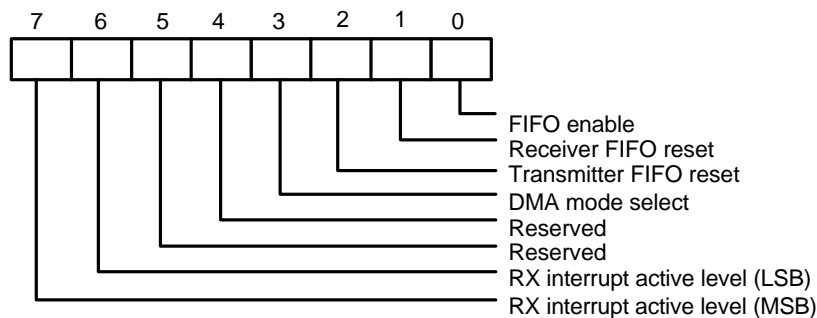 7 6 5 4 3 2 1 0
FIFO enable
Receiver FIFO reset
Transmitter FIFO reset
DMA mode select
Reserved
Reserved
RX interrupt active level (LSB)
RX interrupt active level (MSB)